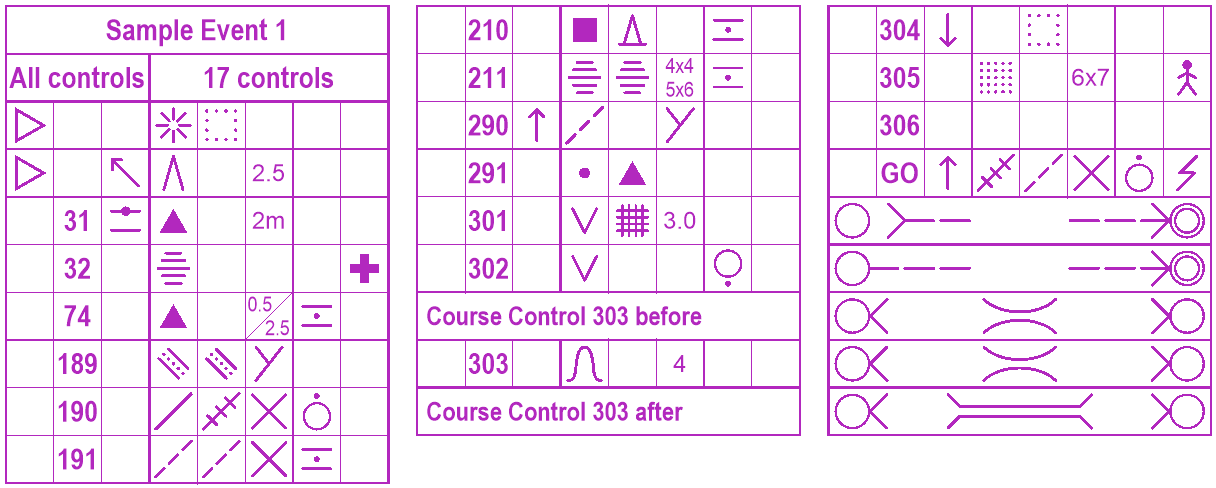 Sample Event 1
All controls 17 controls
2.5
31 2m
32
74 0.5 2.5
189
190
191
210
211 4x4 5x6
290
291
301 3.0
302
Course Control 303 before
303 4
Course Control 303 after
304
305 6x7
306
GO